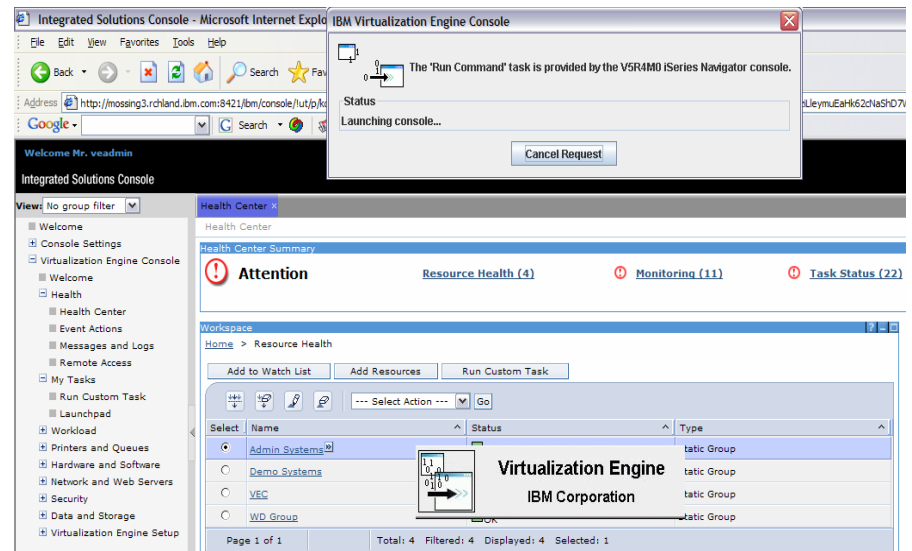 Integrated Solutions Console - Microsoft Internet Explo
IBM Virtualization Engine Console
File Edit View Favorites Tools Help
The 'Run Command' task is provided by the V5R4M0 iSeries Navigator console.
Back Search Fav
Status
Launching console...
Cancel Request
Address http://mossing3.rchland.ibm.com:8421/ibm/console/!ut/p/kc
Google Search
Welcome Mr. veadmin
Integrated Solutions Console
View: No group filter
Welcome
Console Settings
Virtualization Engine Console
Welcome
Health
Health Center
Event Actions
Messages and Logs
Remote Access
My Tasks
Run Custom Task
Launchpad
Workload
Printers and Queues
Hardware and Software
Network and Web Servers
Security
Data and Storage
Virtualization Engine Setup
Health Center ×
Health Center
Health Center Summary
Attention Resource Health (4) Monitoring (11) Task Status (22)
Workspace
Home > Resource Health
Add to Watch List Add Resources Run Custom Task
--- Select Action --- Go
Select Name Status Type
Admin Systems tatic Group
Demo Systems tatic Group
VEC tatic Group
WD Group OK Static Group
Virtualization Engine
IBM Corporation
Page 1 of 1 Total: 4 Filtered: 4 Displayed: 4 Selected: 1